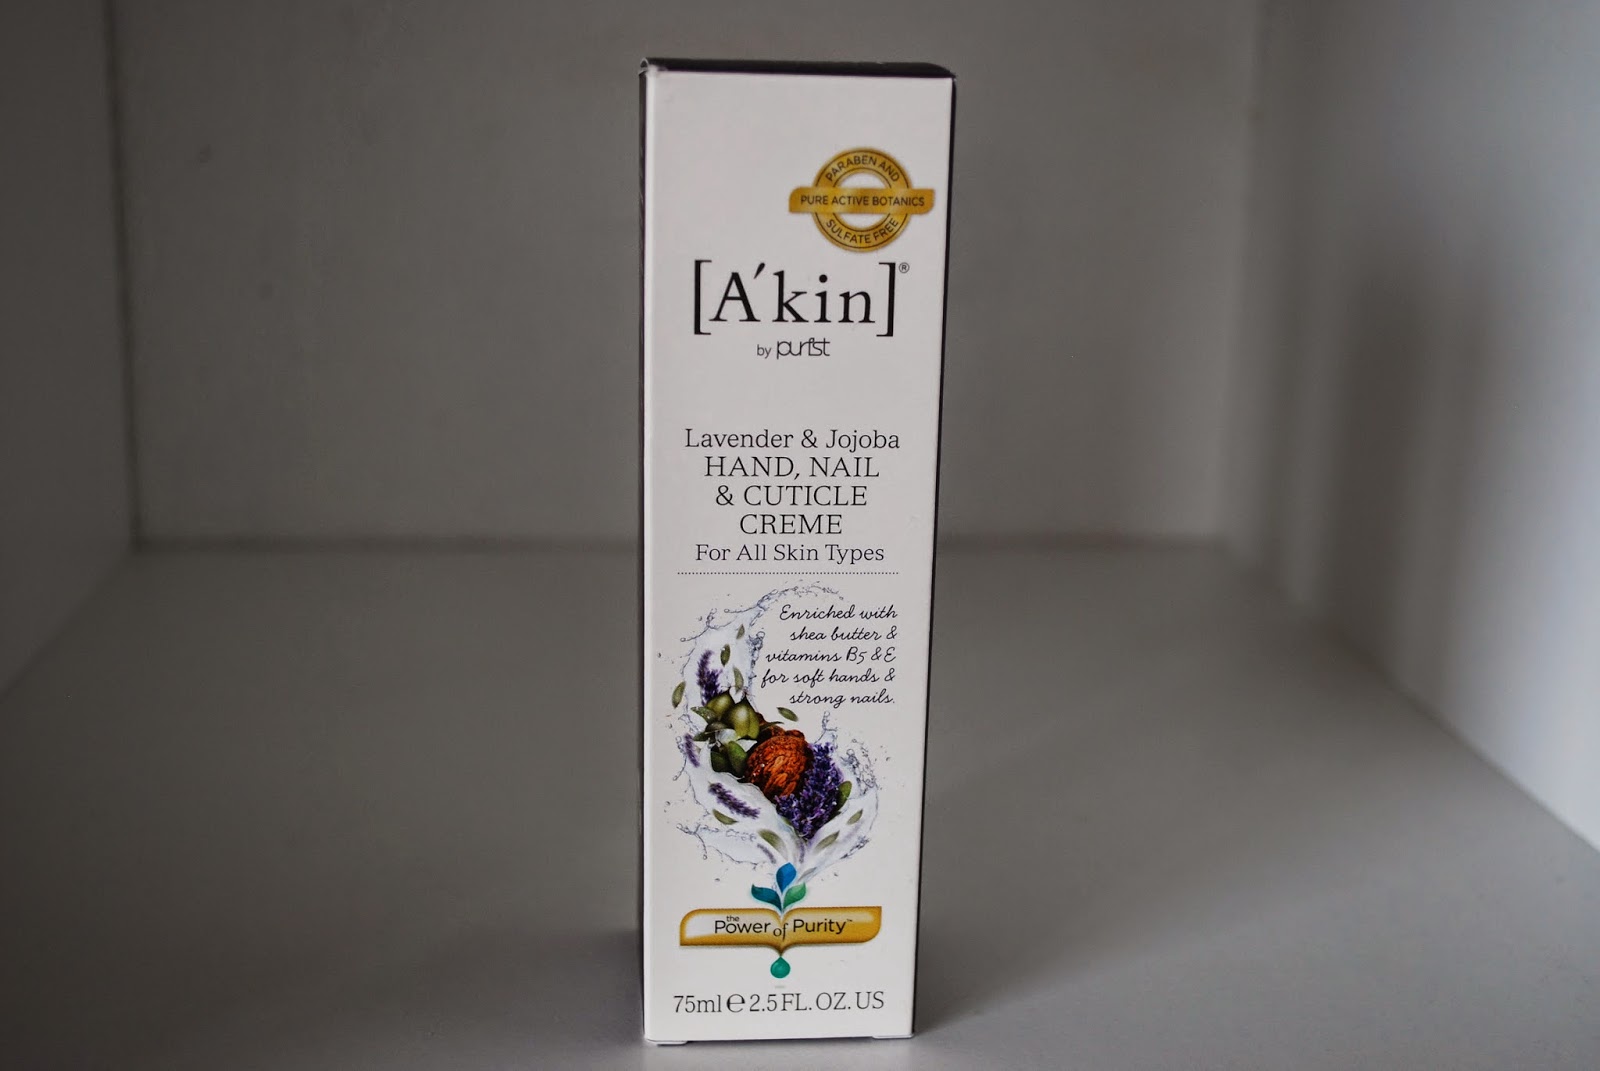 PARABEN AND
PURE ACTIVE BOTANICS
SULFATE FREE
[A'kin]®
by purist
Lavender & Jojoba
HAND, NAIL
& CUTICLE
CREME
For All Skin Types
Enriched with
shea butter &
vitamins B5 & E
for soft hands &
strong nails.
the
Power of Purity™
75ml ℮ 2.5 FL. OZ. US